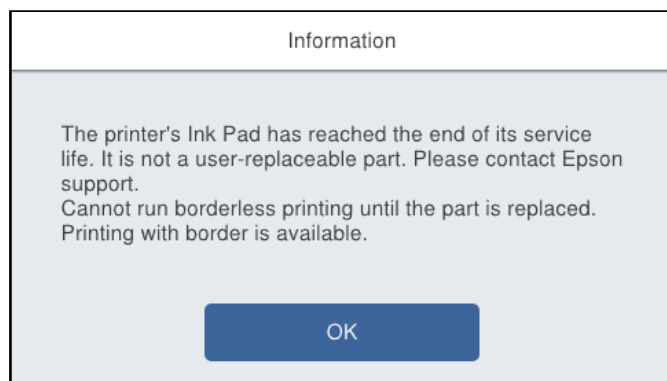 Information
The printer's Ink Pad has reached the end of its service
life. It is not a user-replaceable part. Please contact Epson
support.
Cannot run borderless printing until the part is replaced.
Printing with border is available.
OK